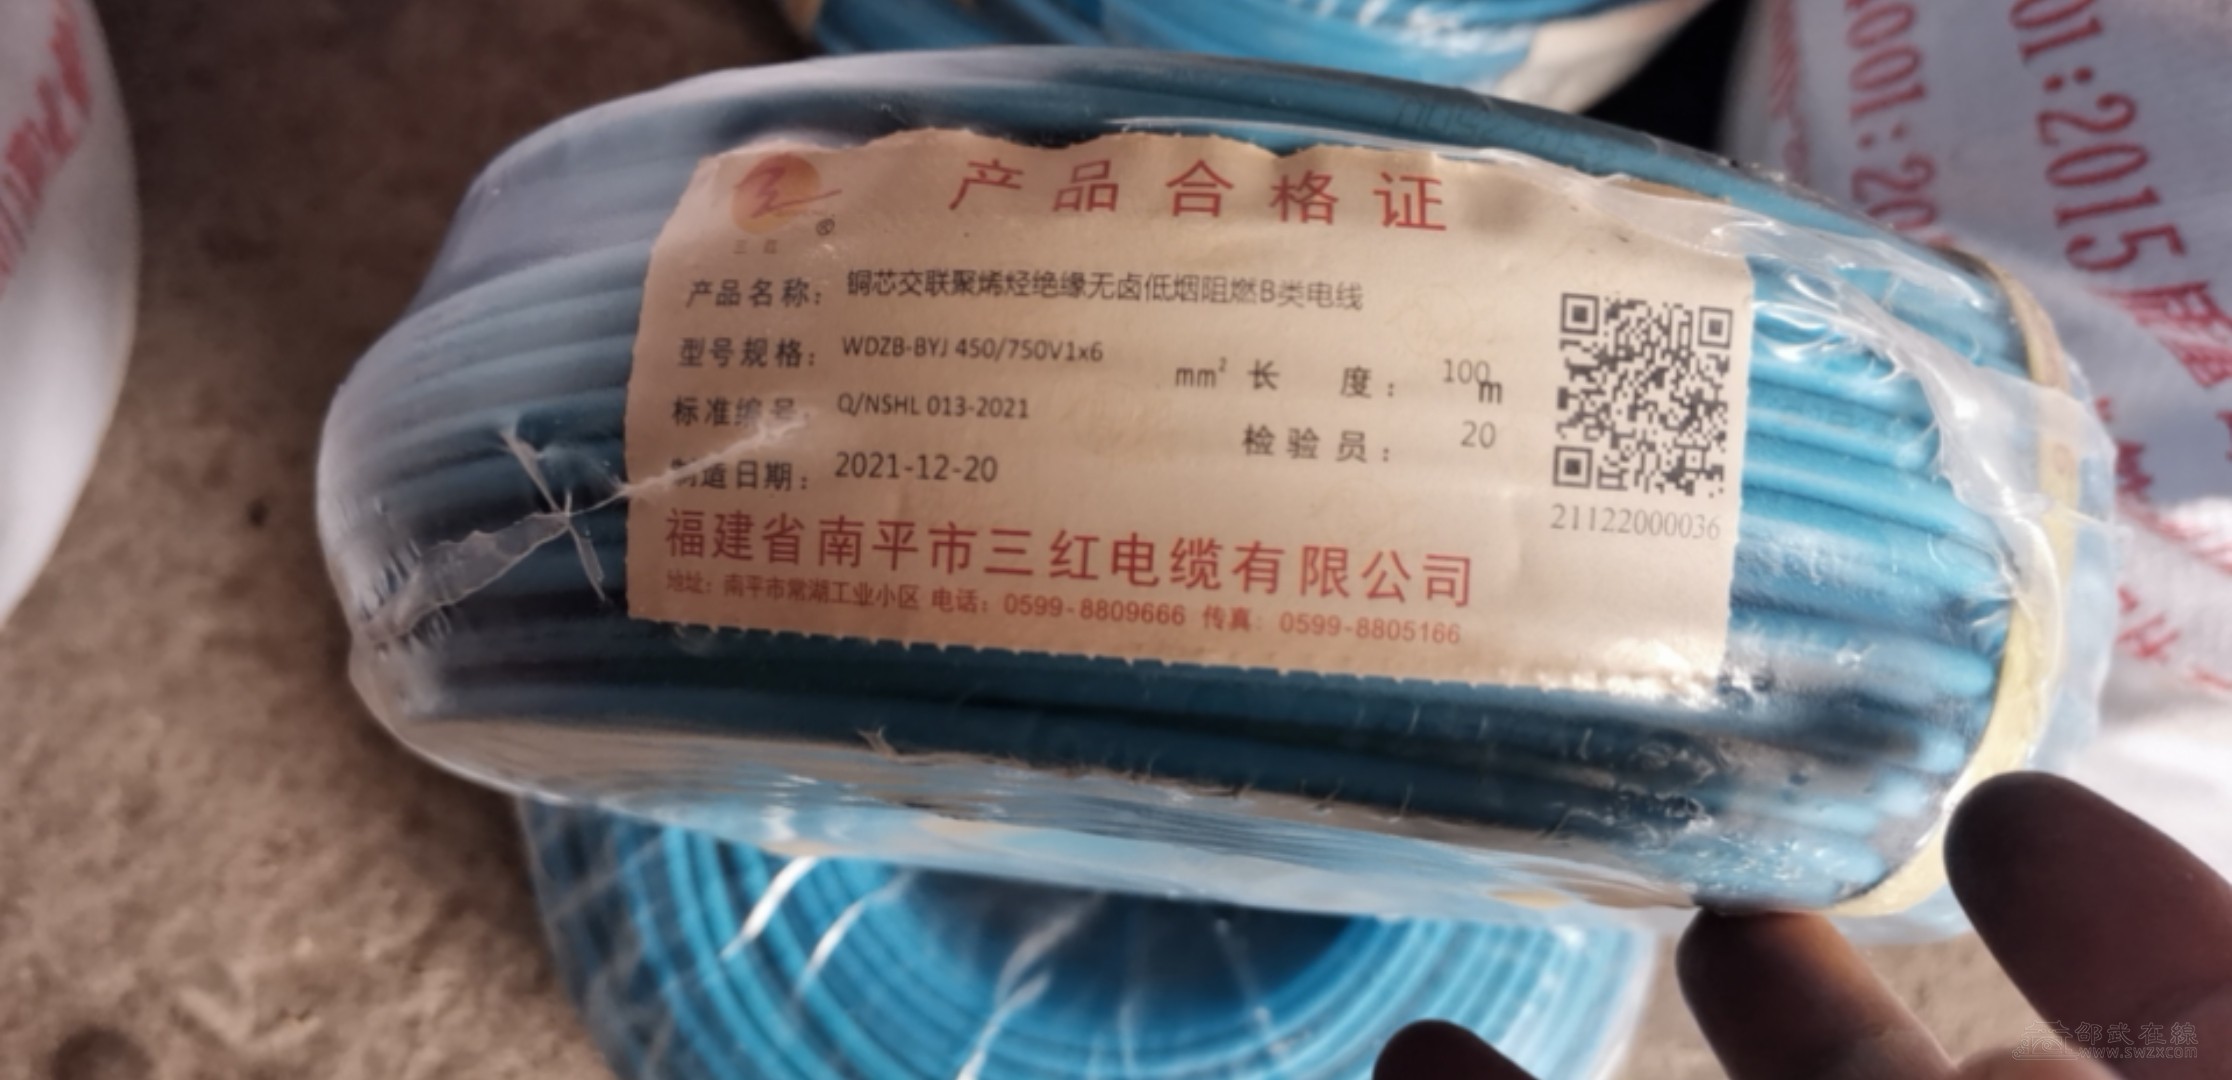 产品合格证
®
三红
产品名称： 铜芯交联聚烯烃绝缘无卤低烟阻燃B类电线
型号规格： WDZB-BYJ 450/750V1x6 mm² 长 度： 100m
标准编号 Q/NSHL 013-2021 检验员： 20
制造日期： 2021-12-20
21122000036
福建省南平市三红电缆有限公司
地址：南平市常湖工业小区 电话：0599-8809666 传真：0599-8805166
01:2015
4001:20
邵武在線
www.swzx.com